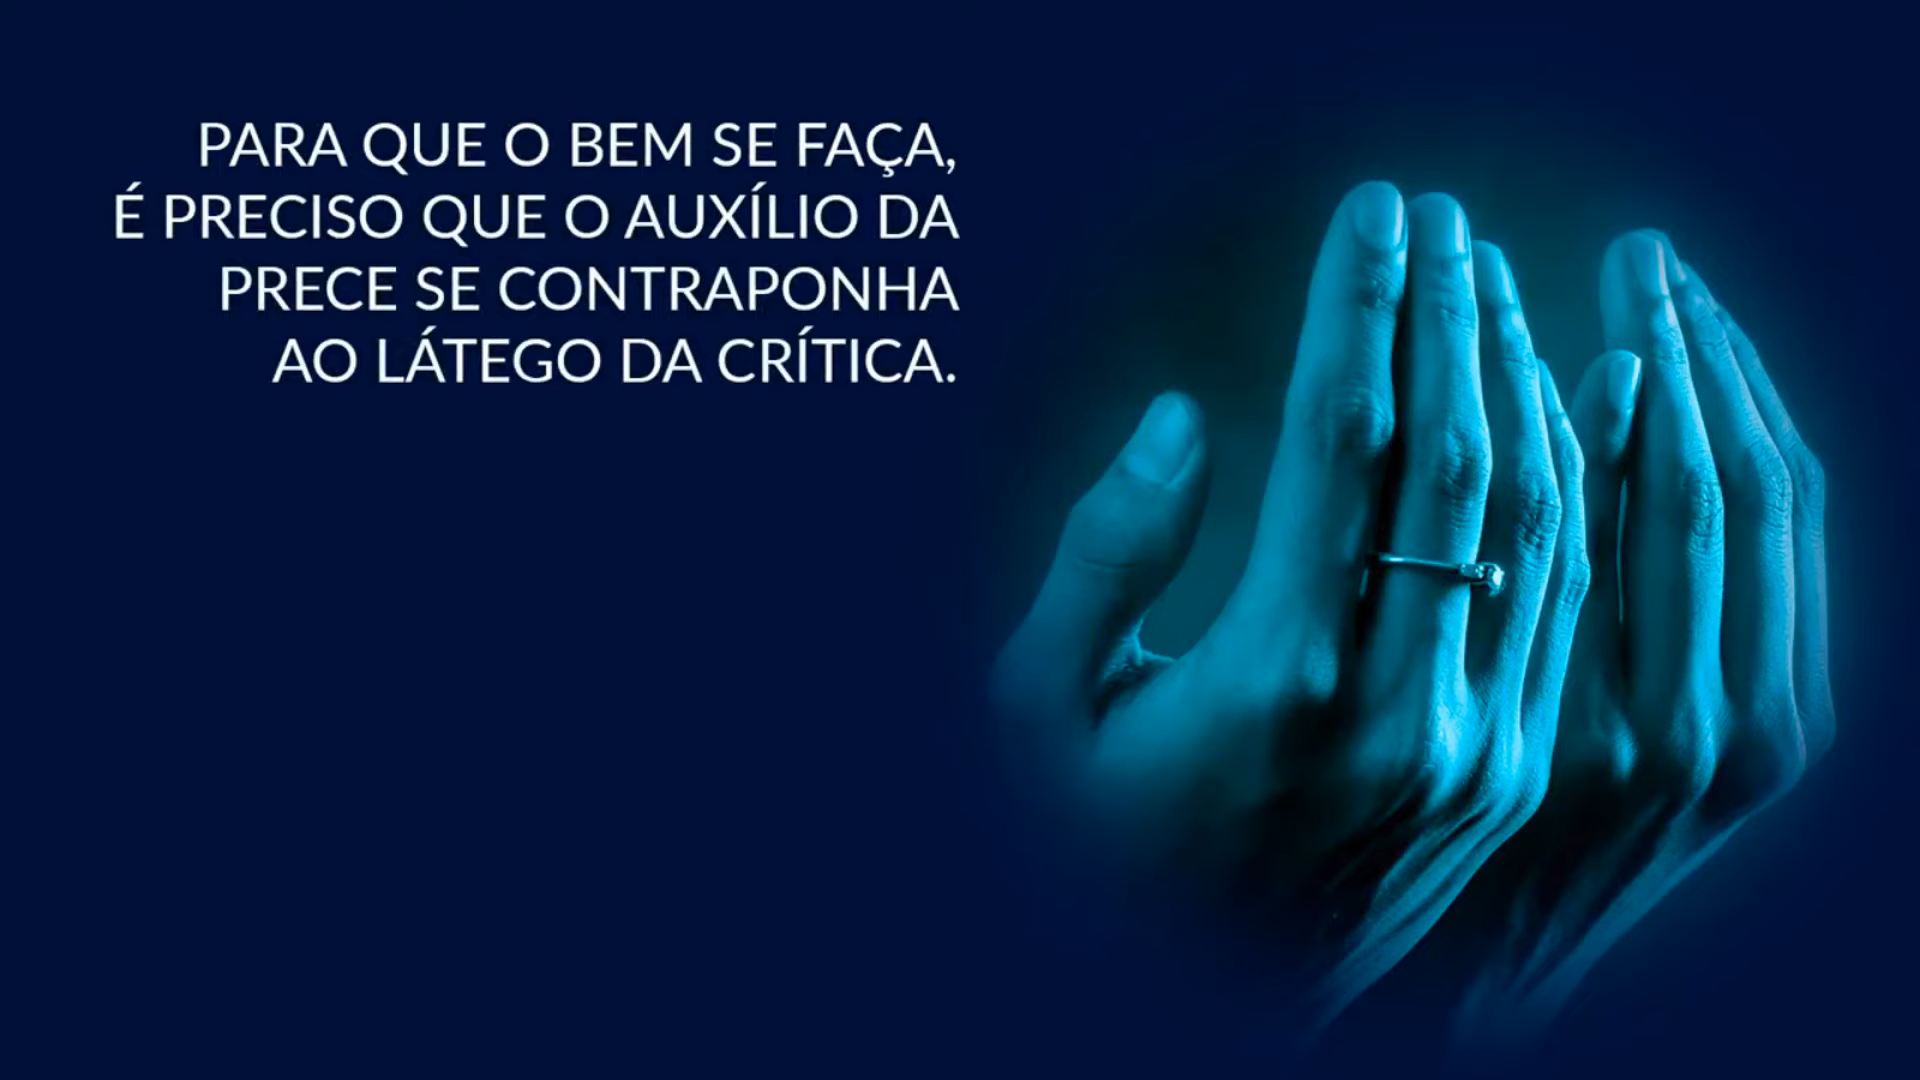 PARA QUE O BEM SE FAÇA,
É PRECISO QUE O AUXÍLIO DA
PRECE SE CONTRAPONHA
AO LÁTEGO DA CRÍTICA.